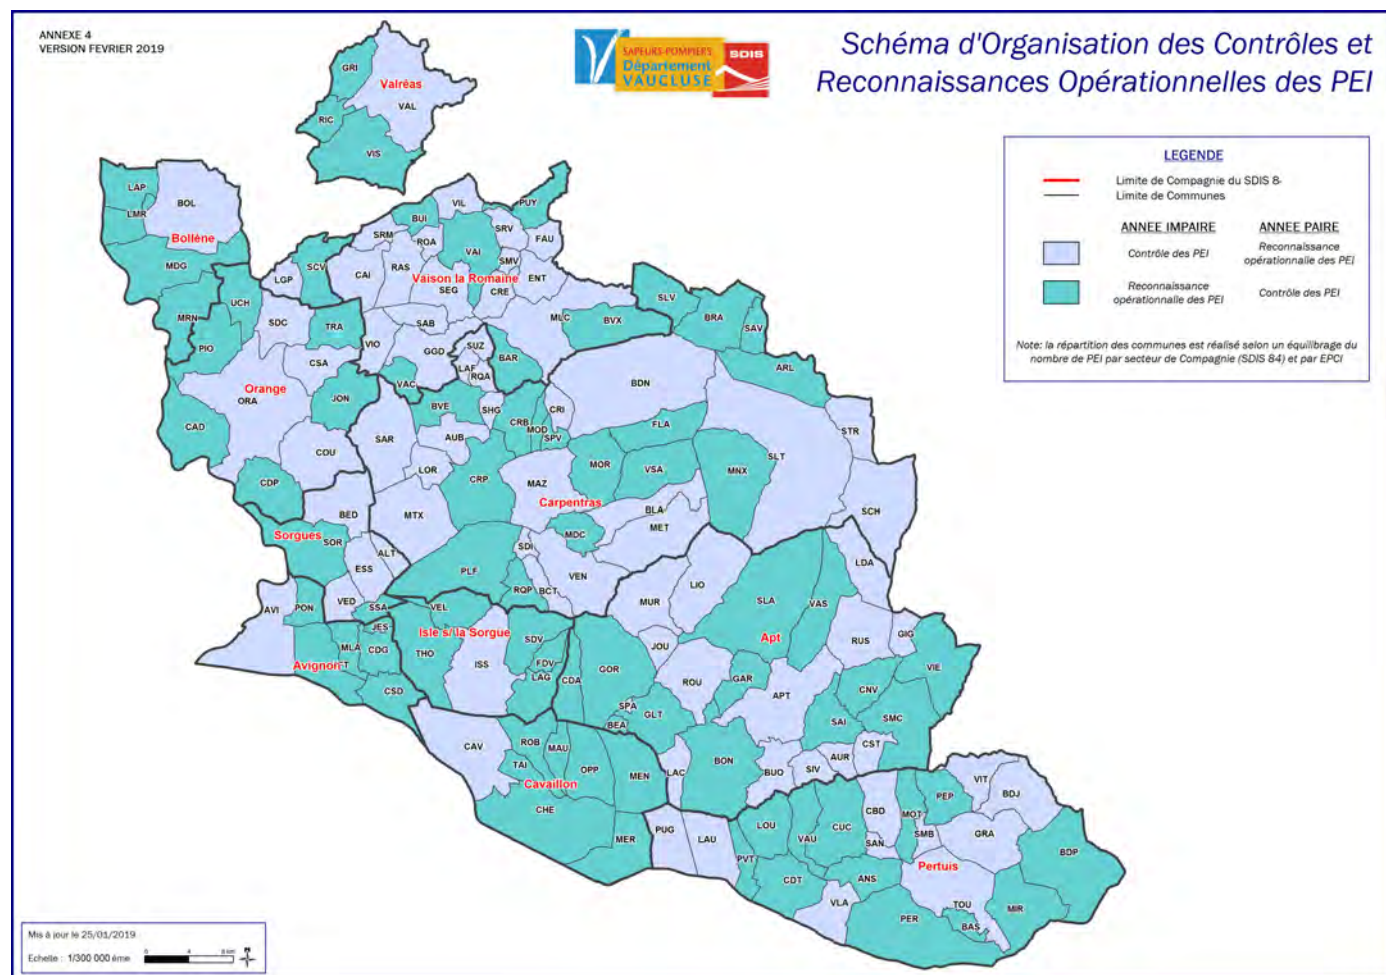 ANNEXE 4
VERSION FEVRIER 2019
SAPEURS-POMPIERS
SDIS
Département
VAUCLUSE
Schéma d'Organisation des Contrôles et
Reconnaissances Opérationnelles des PEI
LEGENDE
Limite de Compagnie du SDIS 8-
Limite de Communes
ANNEE IMPAIRE ANNEE PAIRE
Contrôle des PEI
Reconnaissance
opérationnalle des PEI
Reconnaissance
opérationnalle des PEI
Contrôle des PEI
Note: la répartition des communes est réalisé selon un équilibrage du
nombre de PEI par secteur de Compagnie (SDIS 84) et par EPCI
GRI
Valréas
VAL
RIC
VIS
LAP
BOL
LMR
Bollène
MDG
MRN
UCH
PIO
LGP
SCV
SDC
TRA
CSA
Orange
ORA
JON
CAD
COU
CDP
VIL
PUY
BUI
SRM
ROA
VAI
SRV
FAU
CAI
RAS
SMV
Vaison la Romaine
SEG
CRE
ENT
SAB
MLC
BVX
VIO
GGD
SUZ
LAF
RQA
BAR
VAC
SLV
BRA
SAV
ARL
BDN
BVE
SHG
CRB
MOD
CRI
SPV
FLA
STR
SAR
AUB
LOR
CRP
MOR
VSA
MNX
SLT
MAZ
Carpentras
BLA
MET
MDC
SCH
MTX
BED
Sorgues
SOR
ALT
ESS
VED
SSA
PLF
SDI
RQP
BCT
VEN
AVI
PON
JES
MLA
CDG
Avignon
ET
CSD
VEL
Isle s/la Sorgue
THO
ISS
SDV
FDV
LAG
CDA
MUR
LIO
LDA
SLA
VAS
Apt
RUS
GIG
JOU
GOR
ROU
GAR
APT
VIE
CNV
SPA
GLT
BEA
SAI
SMC
CST
AUR
SIV
BUO
BON
LAC
CAV
ROB
MAU
TAI
OPP
Cavaillon
MEN
CHE
MER
PUG
LAU
LOU
PVT
VAU
CUC
CBD
SAN
MOT
SMB
PEP
VIT
BDJ
GRA
BDP
ANS
CDT
Pertuis
VLA
PER
TOU
BAS
MIR
Mis à jour le 25/01/2019
Echelle : 1/300 000 ème
0 4 8 km
N